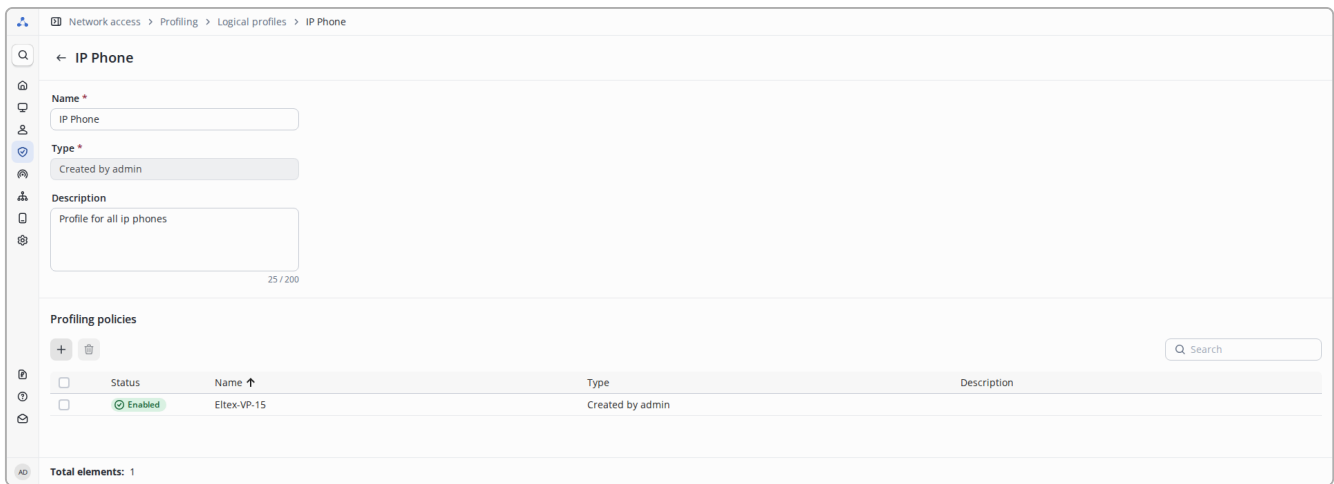 Network access > Profiling > Logical profiles > IP Phone
← IP Phone
Name *
IP Phone
Type *
Created by admin
Description
Profile for all ip phones
25 / 200
Profiling policies
+ Search
Status Name ↑ Type Description
Enabled Eltex-VP-15 Created by admin
AD Total elements: 1